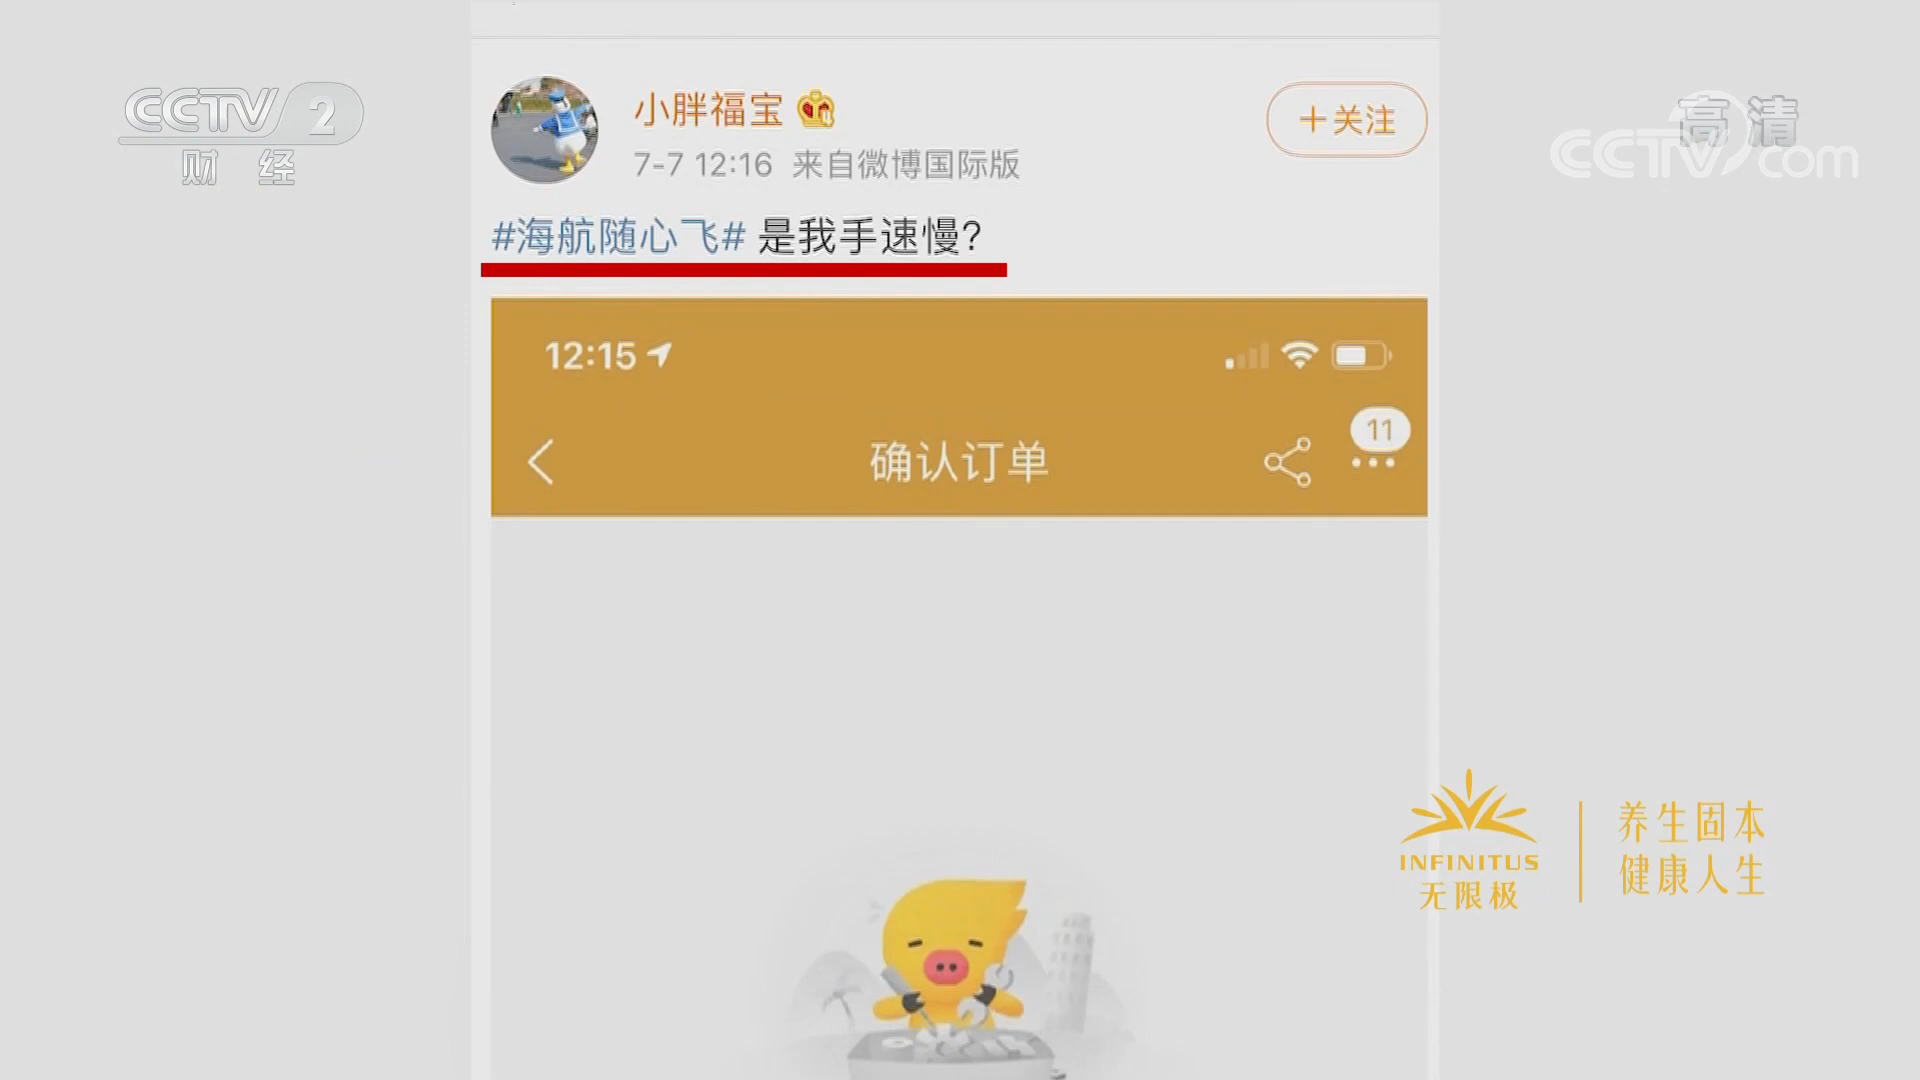 CCTV 2
财 经
高清
CCTV.com
小胖福宝
7-7 12:16 来自微博国际版
+关注
#海航随心飞# 是我手速慢?
12:15
11
确认订单
INFINITUS
无限极
养生固本
健康人生